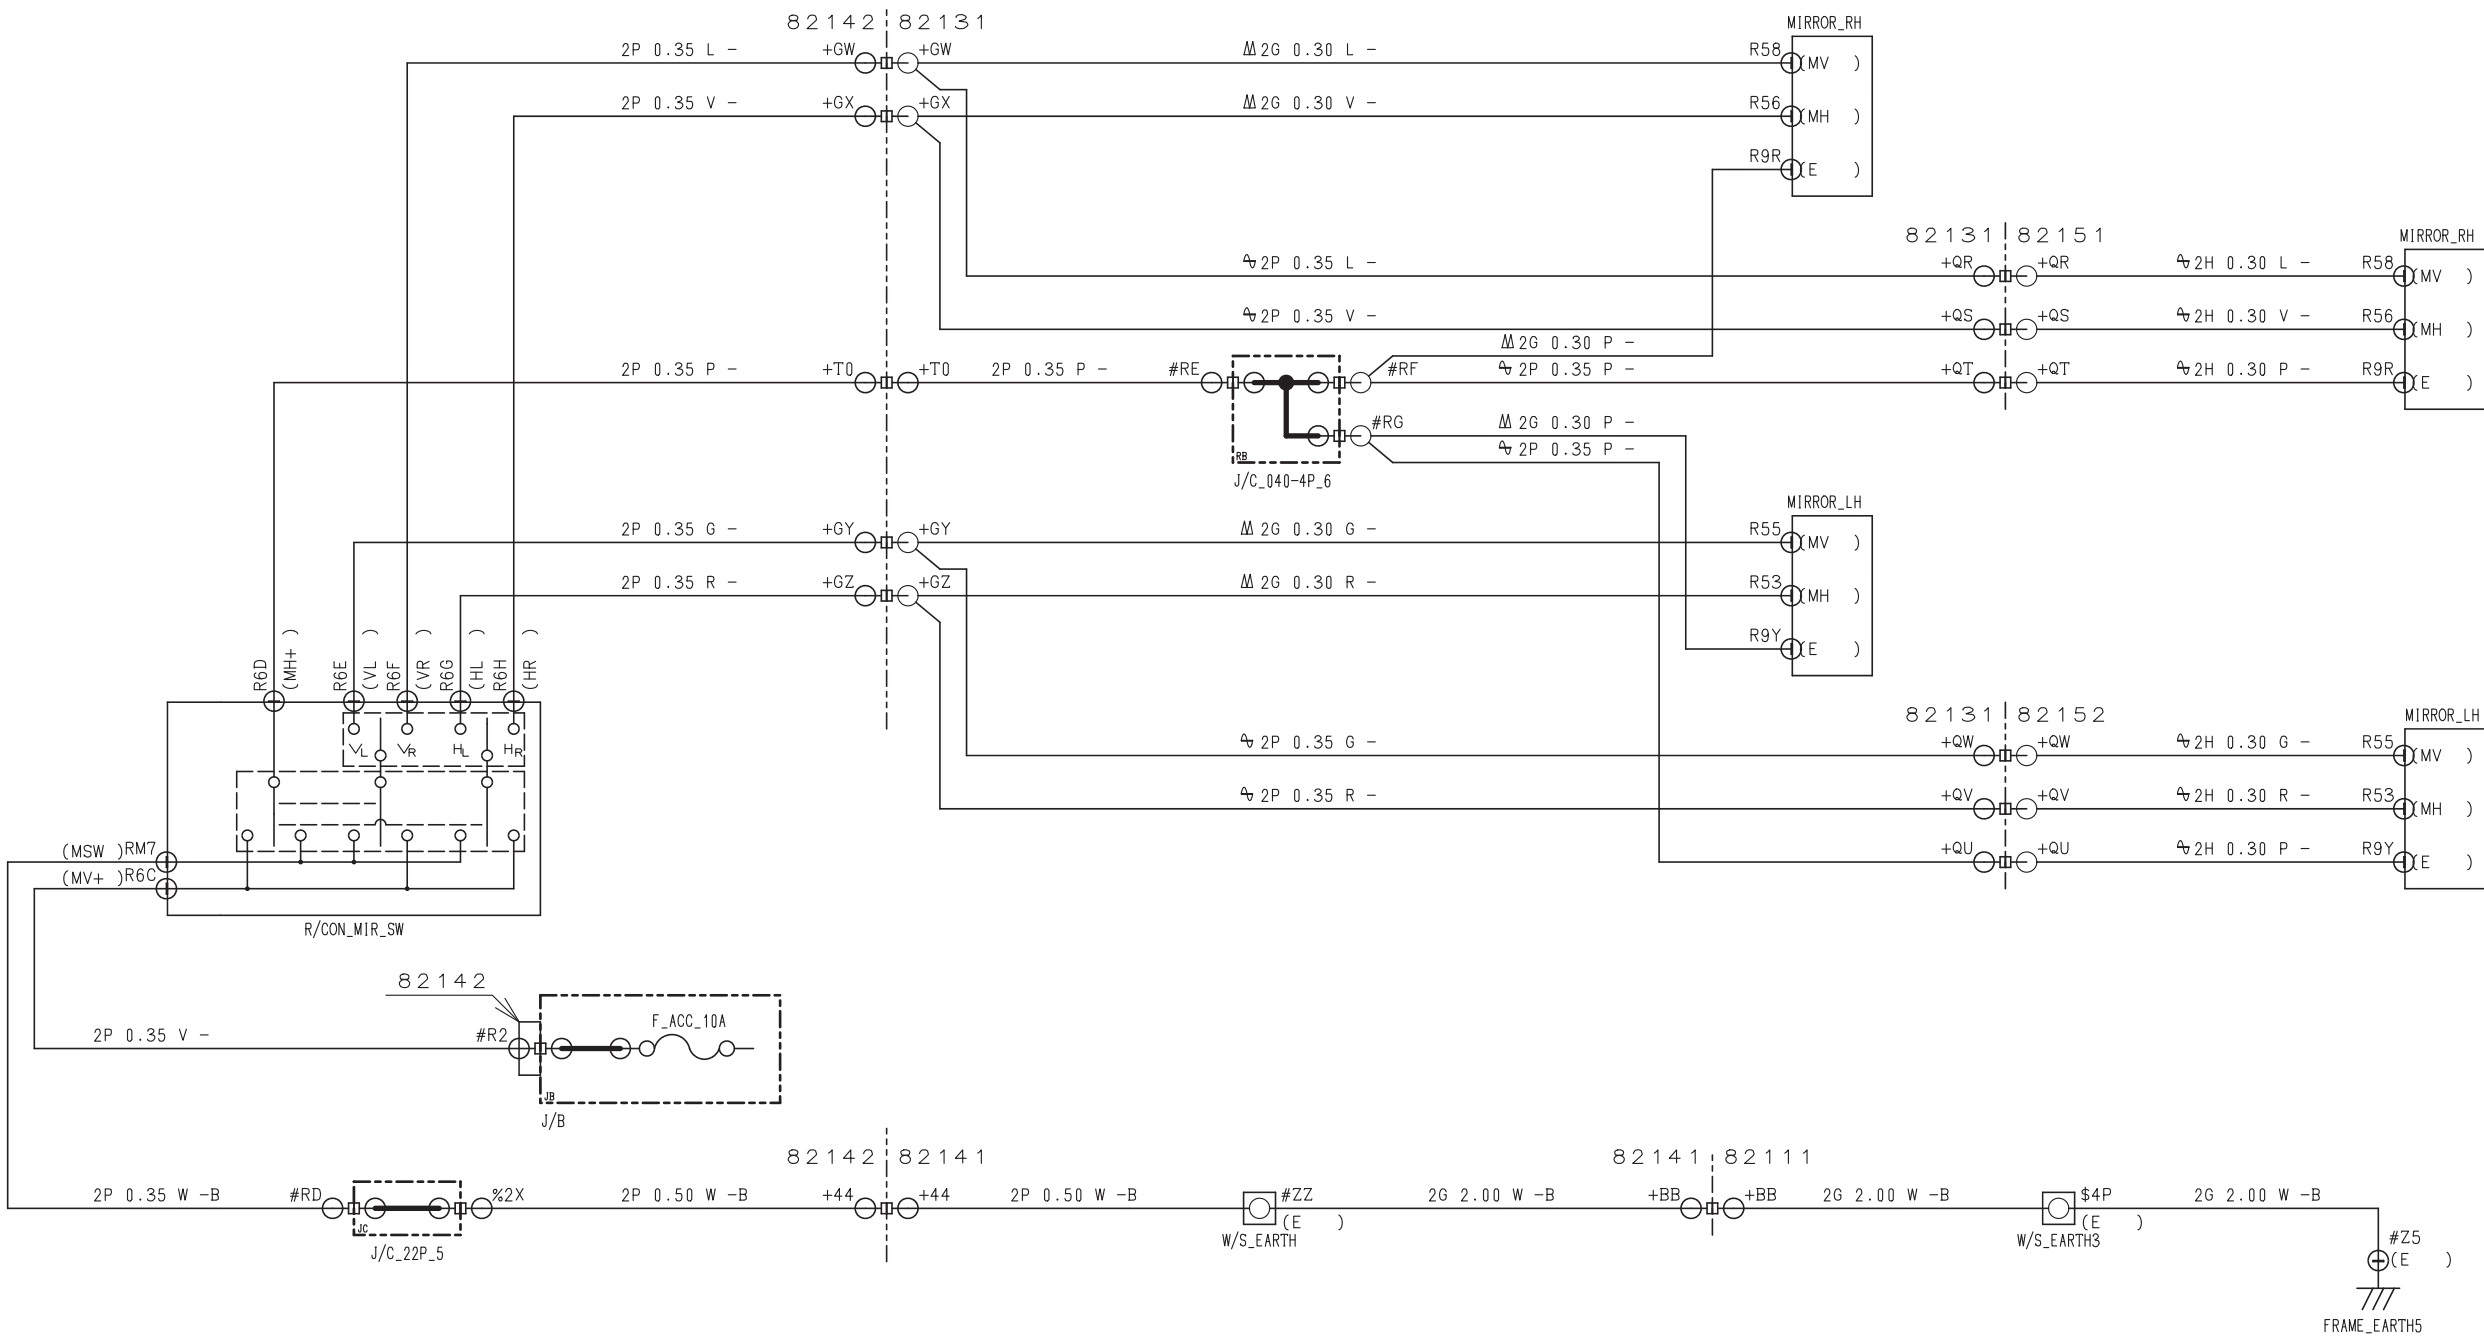 82142 82131
MIRROR_RH
2P 0.35 L -
+GW
+GW
2G 0.30 L -
R58
(MV )
2P 0.35 V -
+GX
+GX
2G 0.30 V -
R56
(MH )
R9R
(E )
82131 82151
MIRROR_RH
2P 0.35 L -
+QR
+QR
2H 0.30 L -
R58
(MV )
2P 0.35 V -
+QS
+QS
2H 0.30 V -
R56
(MH )
2G 0.30 P -
2P 0.35 P -
+T0
+T0
2P 0.35 P -
#RE
#RF
2P 0.35 P -
+QT
+QT
2H 0.30 P -
R9R
(E )
#RG
2G 0.30 P -
2P 0.35 P -
RB
J/C_040-4P_6
MIRROR_LH
2P 0.35 G -
+GY
+GY
2G 0.30 G -
R55
(MV )
2P 0.35 R -
+GZ
+GZ
2G 0.30 R -
R53
(MH )
R9Y
(E )
R6D
(MH+ )
R6E
(VL )
R6F
(VR )
R6G
(HL )
R6H
(HR )
VL
VR
HL
HR
82131 82152
MIRROR_LH
2P 0.35 G -
+QW
+QW
2H 0.30 G -
R55
(MV )
2P 0.35 R -
+QV
+QV
2H 0.30 R -
R53
(MH )
+QU
+QU
2H 0.30 P -
R9Y
(E )
(MSW )RM7
(MV+ )R6C
R/CON_MIR_SW
82142
F_ACC_10A
2P 0.35 V -
#R2
JB
J/B
82142 82141
82141 82111
2P 0.35 W -B
#RD
%2X
2P 0.50 W -B
+44
+44
2P 0.50 W -B
#ZZ
(E )
2G 2.00 W -B
+BB
+BB
2G 2.00 W -B
$4P
(E )
2G 2.00 W -B
JC
J/C_22P_5
W/S_EARTH
W/S_EARTH3
#Z5
(E )
FRAME_EARTH5